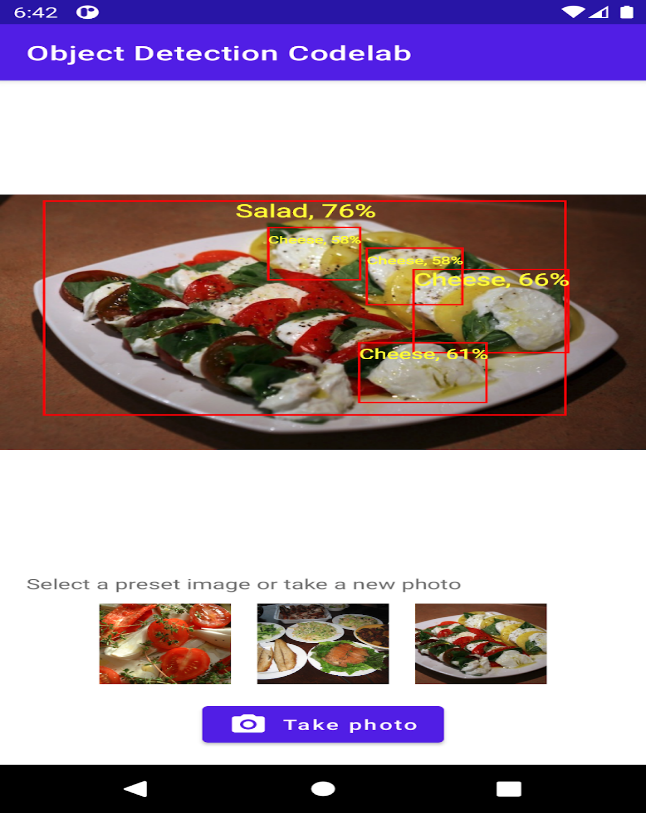 6:42
Object Detection Codelab
Salad, 76%
Cheese, 58%
Cheese, 58%
Cheese, 66%
Cheese, 61%
Select a preset image or take a new photo
Take photo